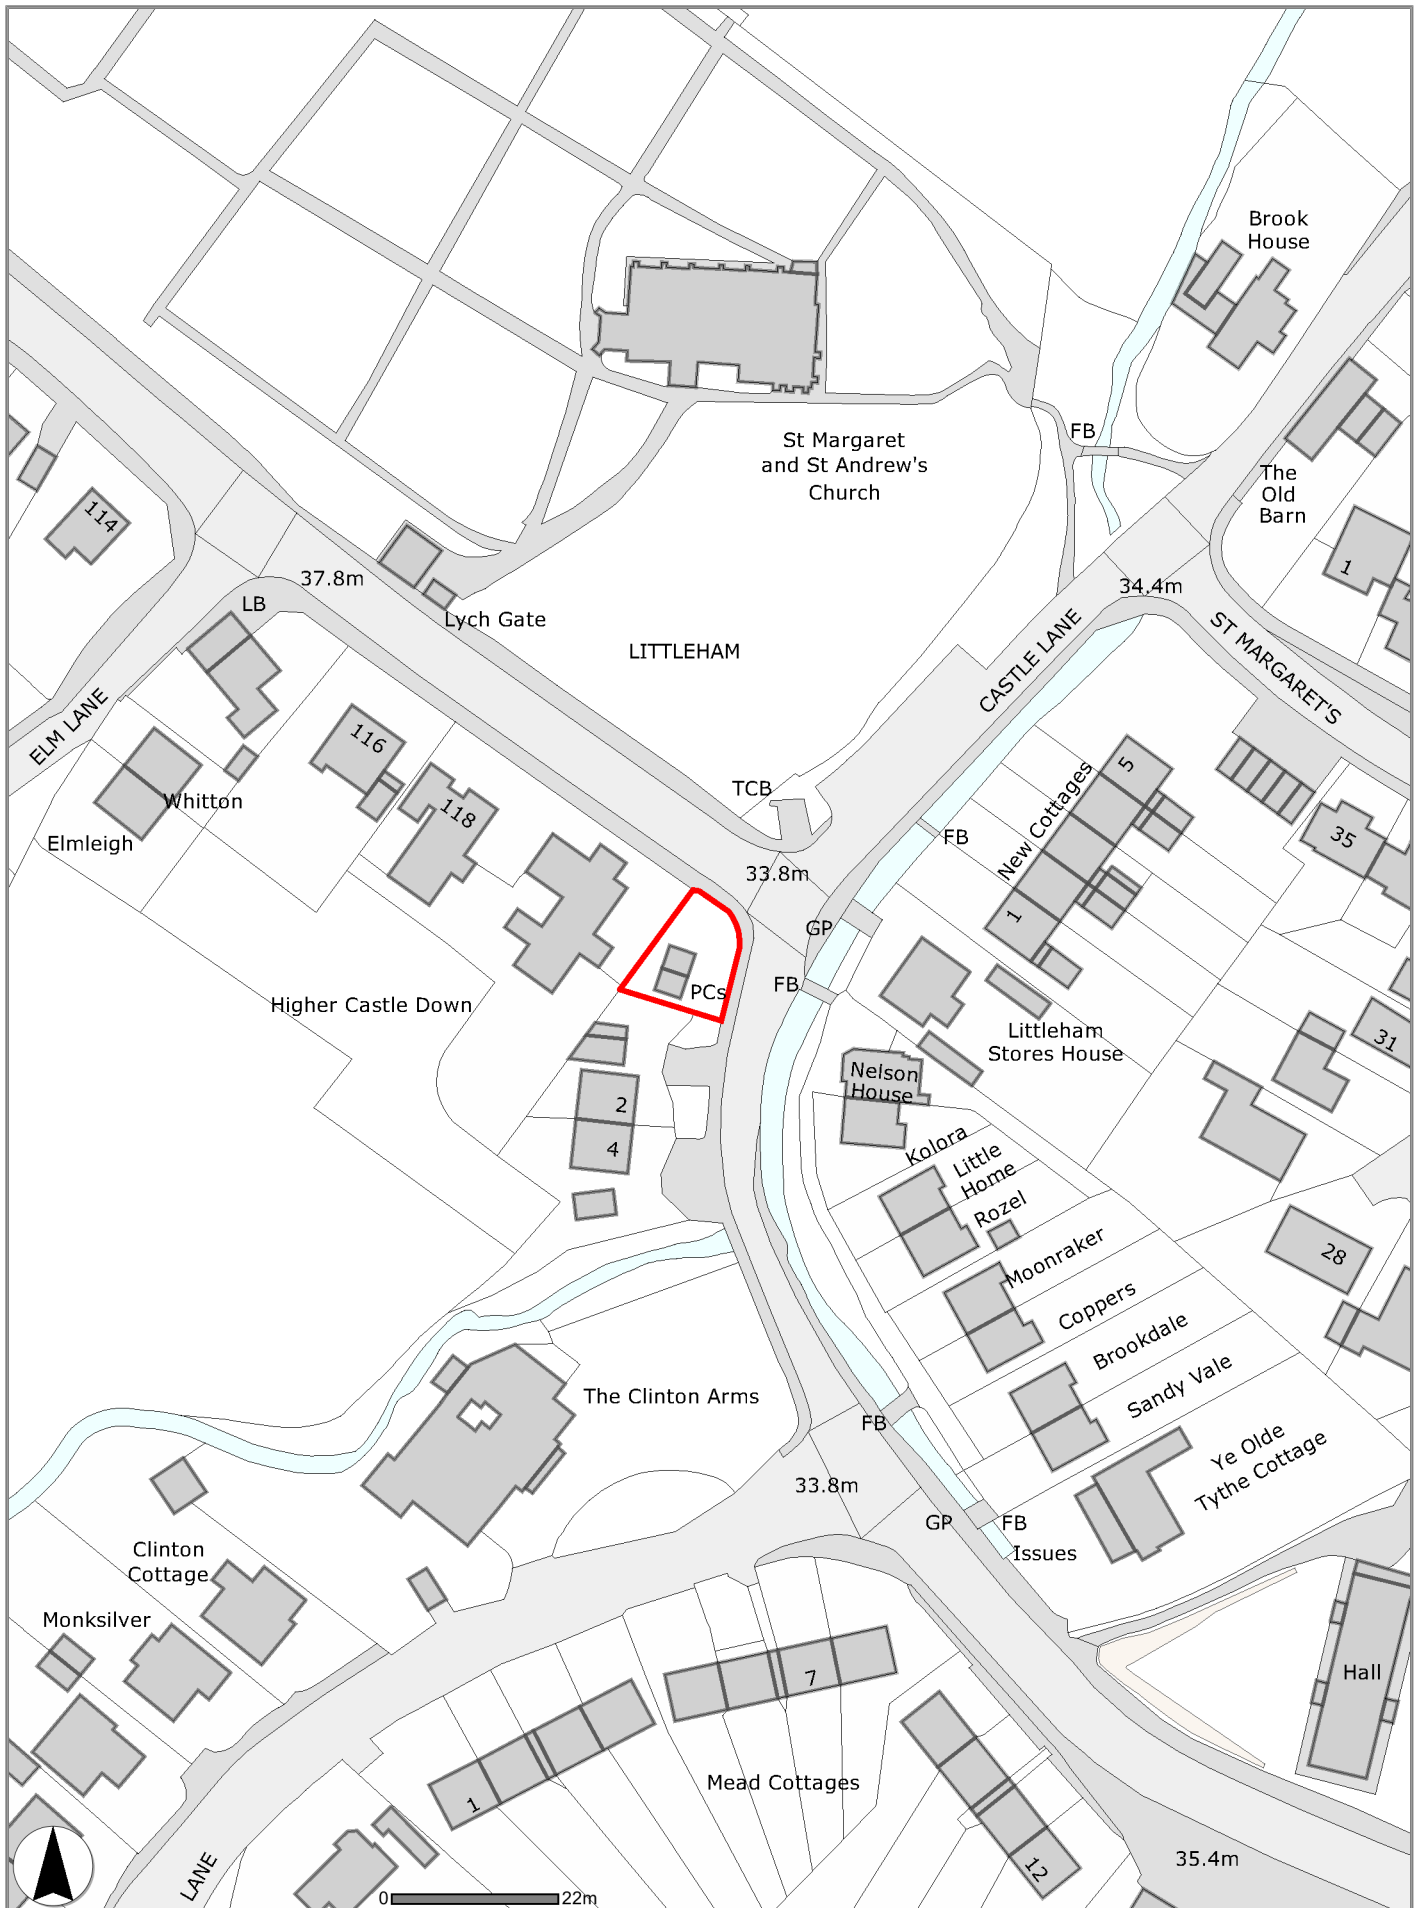 Brook
House
FB
St Margaret
and St Andrew's
Church
The
Old
Barn
114
1
37.8m
34.4m
LB
Lych Gate
ST MARGARET'S
LITTLEHAM
CASTLE LANE
ELM LANE
116
5
TCB
Whitton
118
New Cottages
35
Elmleigh
FB
33.8m
1
GP
FB
PCs
Higher Castle Down
Littleham
Stores House
31
Nelson
House
2
4
Kolora
Little
Home
Rozel
Moonraker
28
Coppers
Brookdale
The Clinton Arms
Sandy Vale
FB
Ye Olde
Tythe Cottage
33.8m
GP
FB
Issues
Clinton
Cottage
Monksilver
7
Hall
Mead Cottages
1
12
35.4m
LANE
0
22m